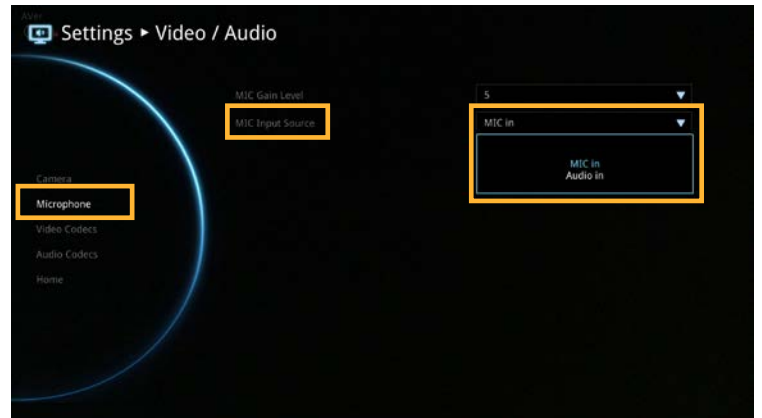 AVer
Settings ▸ Video / Audio
MIC Gain Level
5
MIC Input Source
MIC in
MIC in
Audio in
Camera
Microphone
Video Codecs
Audio Codecs
Home